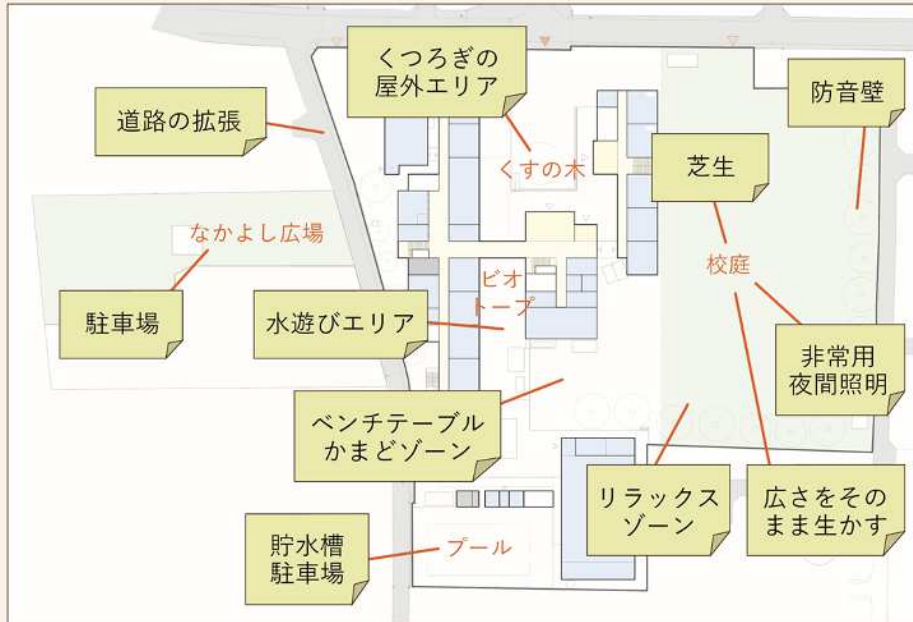 くつろぎの
屋外エリア
防音壁
道路の拡張
くすの木
芝生
なかよし広場
校庭
ビオ
トープ
駐車場
水遊びエリア
非常用
夜間照明
ベンチテーブル
かまどゾーン
リラックス
ゾーン
広さをその
まま生かす
貯水槽
駐車場
プール